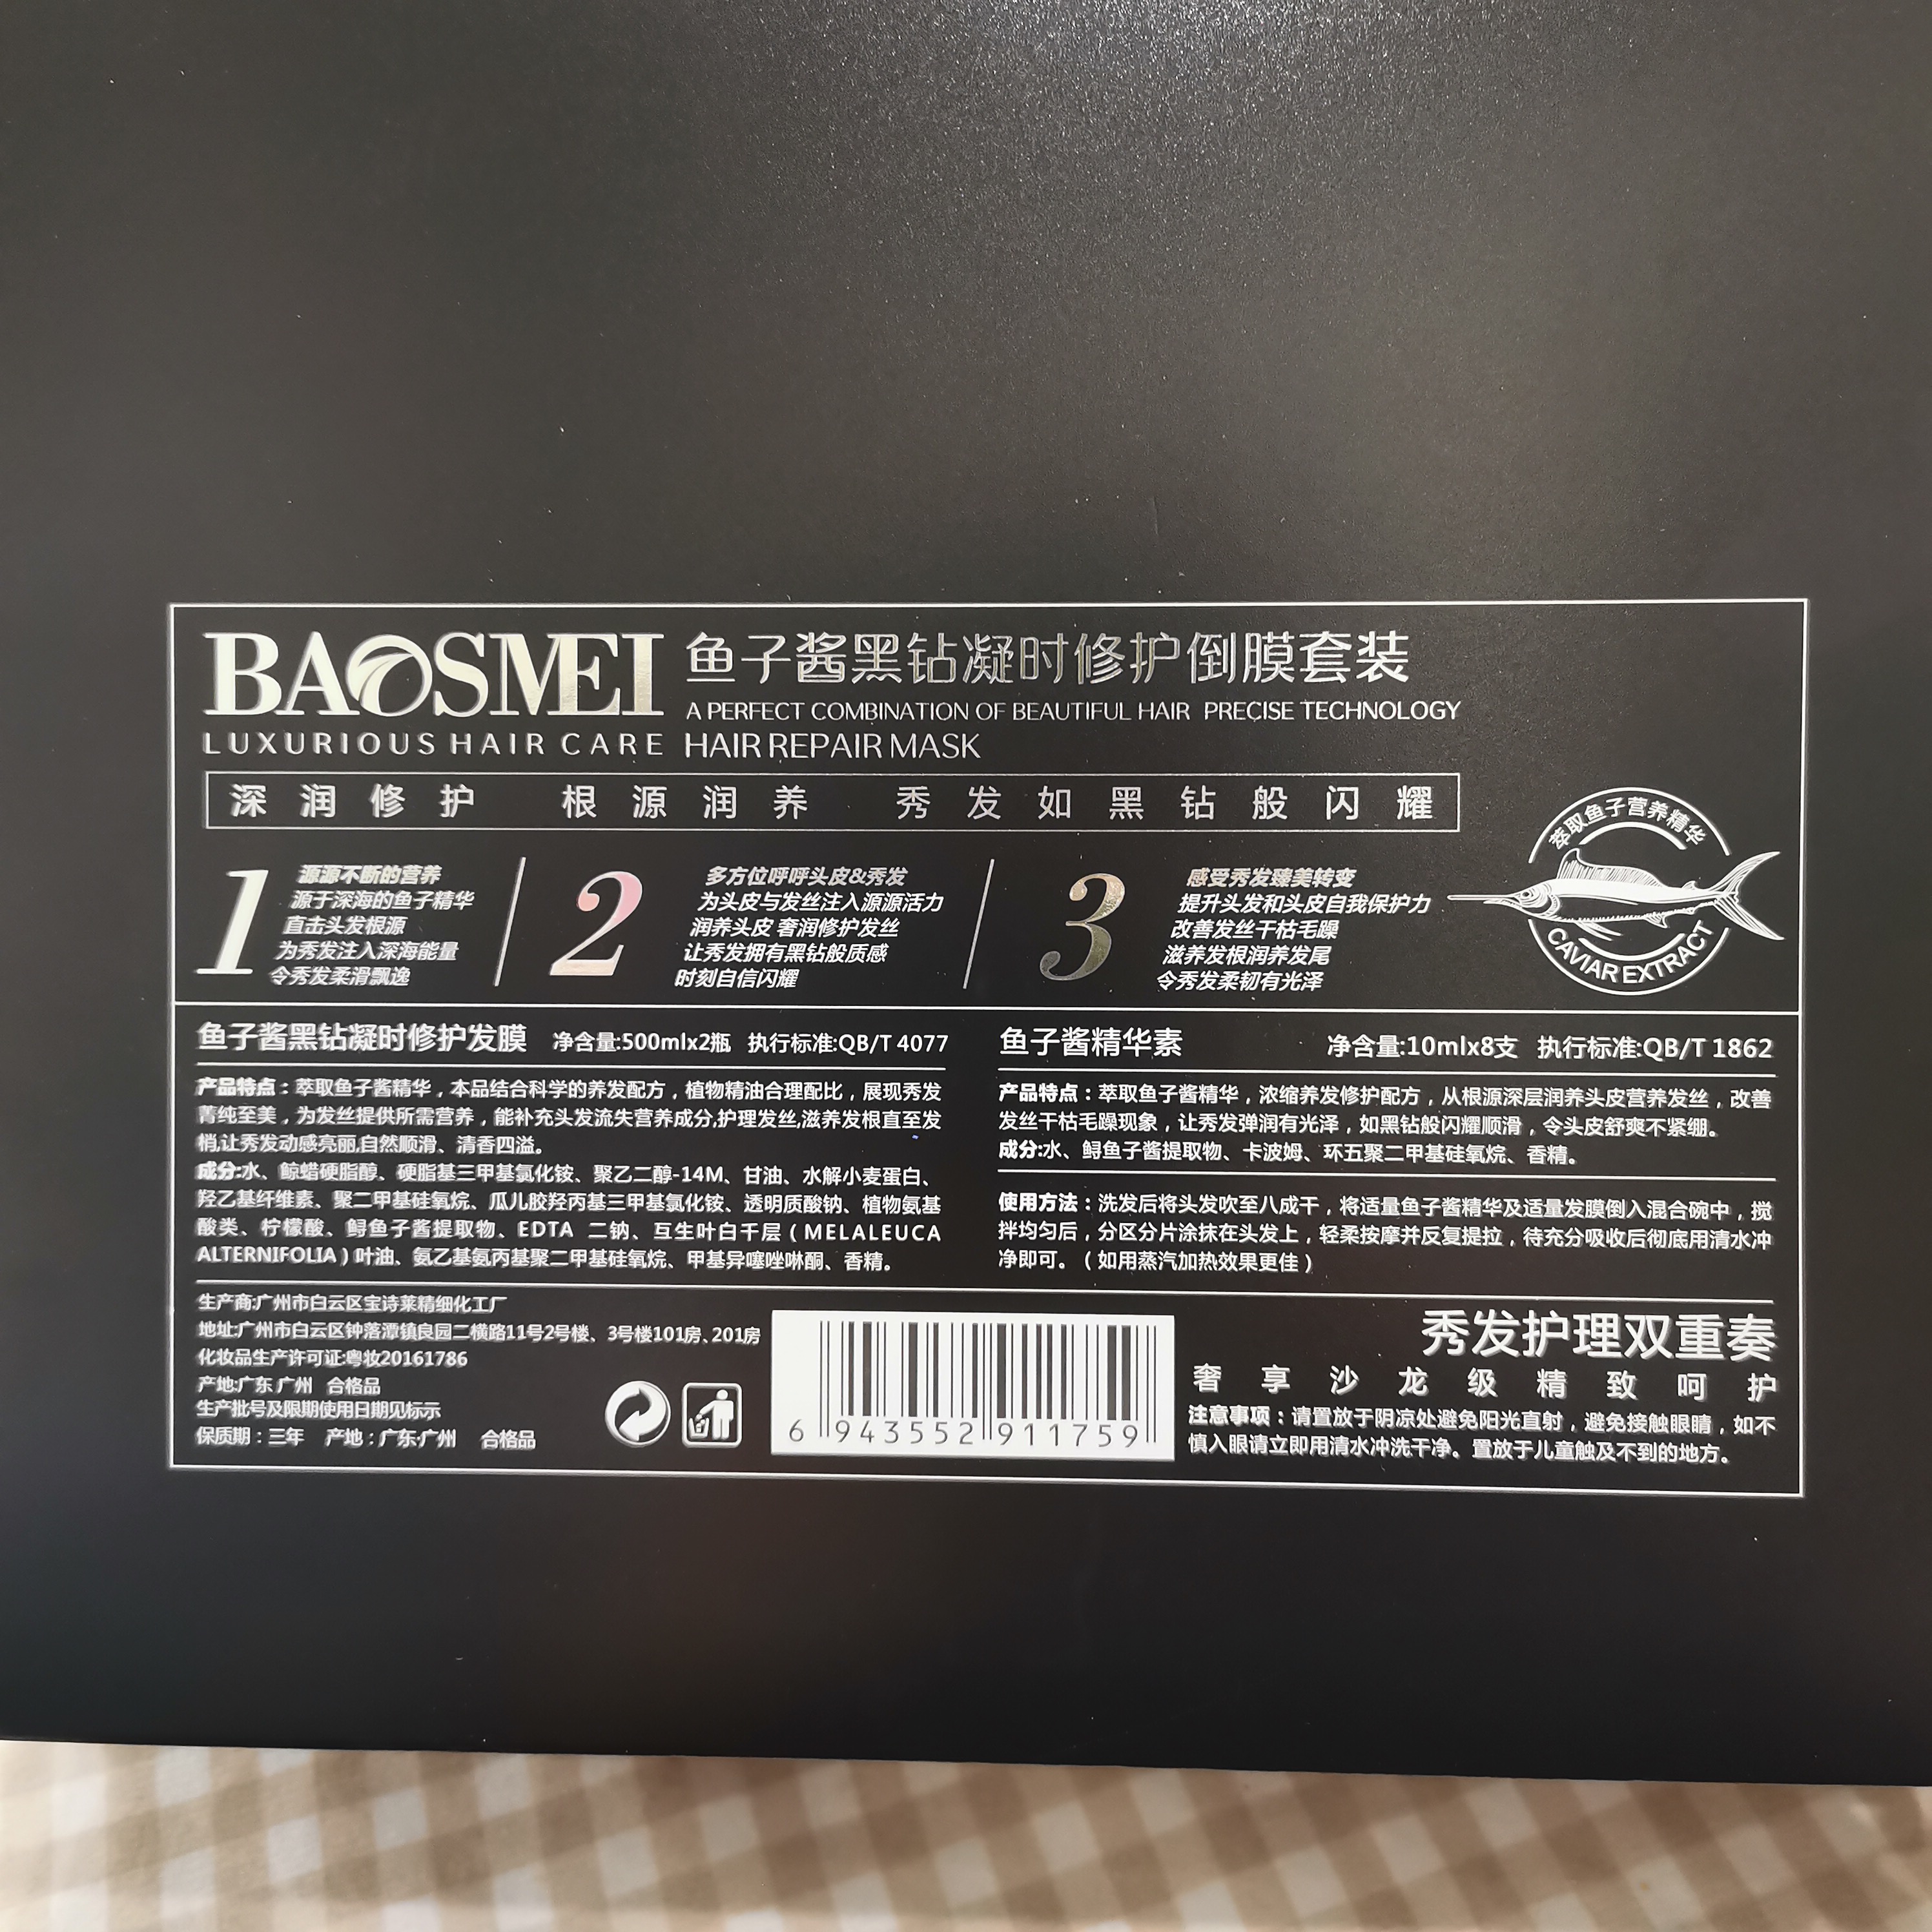 BAOSMEI
LUXURIOUS HAIR CARE
鱼子酱黑钻凝时修护倒膜套装
A PERFECT COMBINATION OF BEAUTIFUL HAIR PRECISE TECHNOLOGY
HAIR REPAIR MASK
深润修护 根源润养 秀发如黑钻般闪耀
1
源源不断的营养
源于深海的鱼子精华
直击头发根源
为秀发注入深海能量
令秀发柔滑飘逸
2
多方位呼呼头皮&秀发
为头皮与发丝注入源源活力
润养头皮 奢润修护发丝
让秀发拥有黑钻般质感
时刻自信闪耀
3
感受秀发臻美转变
提升头发和头皮自我保护力
改善发丝干枯毛躁
滋养发根润养发尾
令秀发柔韧有光泽
萃取鱼子营养精华
CAVIAR EXTRACT
鱼子酱黑钻凝时修护发膜 净含量:500mlx2瓶 执行标准:QB/T 4077
产品特点：萃取鱼子酱精华，本品结合科学的养发配方，植物精油合理配比，展现秀发
菁纯至美，为发丝提供所需营养，能补充头发流失营养成分,护理发丝,滋养发根直至发
梢,让秀发动感亮丽,自然顺滑、清香四溢。
成分:水、鲸蜡硬脂醇、硬脂基三甲基氯化铵、聚乙二醇-14M、甘油、水解小麦蛋白、
羟乙基纤维素、聚二甲基硅氧烷、瓜儿胶羟丙基三甲基氯化铵、透明质酸钠、植物氨基
酸类、柠檬酸、鲟鱼子酱提取物、EDTA 二钠、互生叶白千层（MELALEUCA
ALTERNIFOLIA）叶油、氨乙基氨丙基聚二甲基硅氧烷、甲基异噻唑啉酮、香精。
鱼子酱精华素 净含量:10mlx8支 执行标准:QB/T 1862
产品特点：萃取鱼子酱精华，浓缩养发修护配方，从根源深层润养头皮营养发丝，改善
发丝干枯毛躁现象，让秀发弹润有光泽，如黑钻般闪耀顺滑，令头皮舒爽不紧绷。
成分:水、鲟鱼子酱提取物、卡波姆、环五聚二甲基硅氧烷、香精。
使用方法：洗发后将头发吹至八成干，将适量鱼子酱精华及适量发膜倒入混合碗中，搅
拌均匀后，分区分片涂抹在头发上，轻柔按摩并反复提拉，待充分吸收后彻底用清水冲
净即可。（如用蒸汽加热效果更佳）
生产商:广州市白云区宝诗莱精细化工厂
地址:广州市白云区钟落潭镇良园二横路11号2号楼、3号楼101房、201房
化妆品生产许可证:粤妆20161786
产地:广东 广州 合格品
生产批号及限期使用日期见标示
保质期：三年 产地：广东·广州 合格品
6 943552 911759
秀发护理双重奏
奢享沙龙级精致呵护
注意事项：请置放于阴凉处避免阳光直射，避免接触眼睛，如不
慎入眼请立即用清水冲洗干净。置放于儿童触及不到的地方。